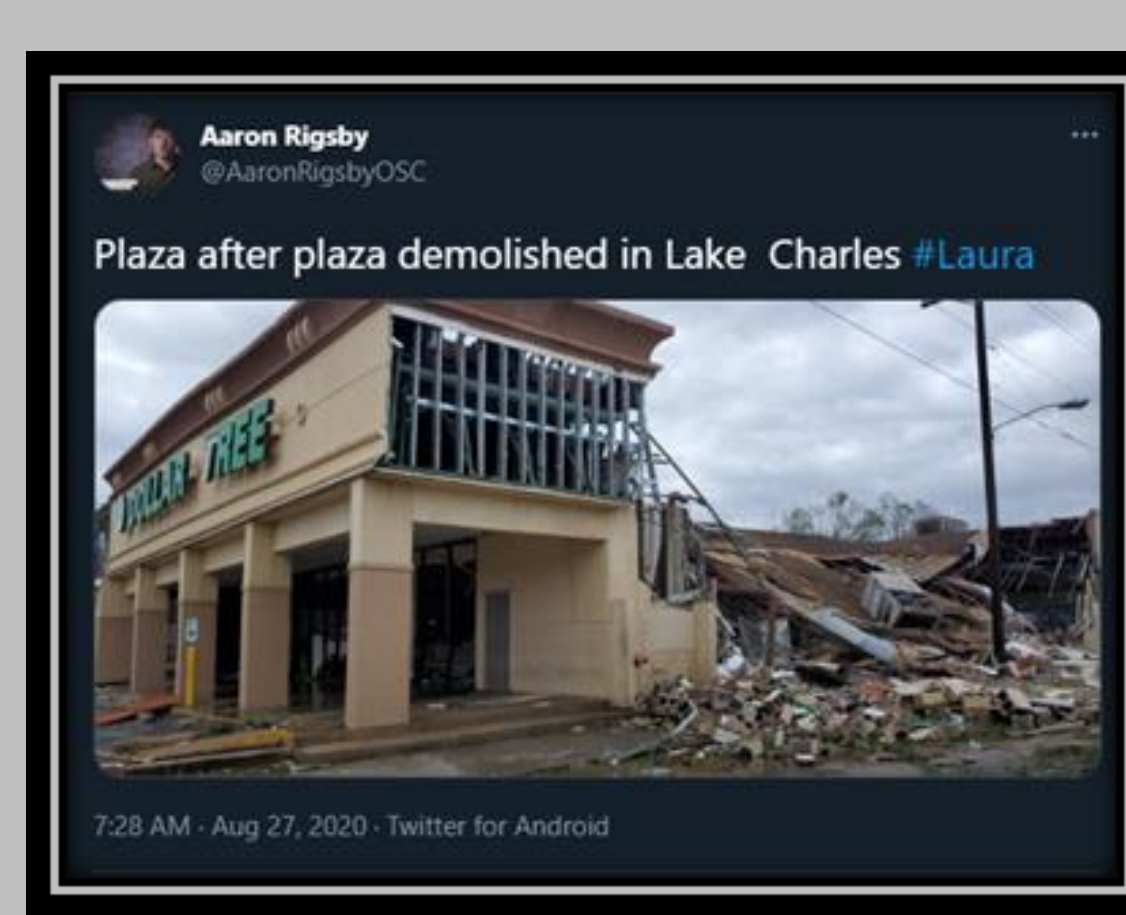 Aaron Rigsby
@AaronRigsbyOSC
...
Plaza after plaza demolished in Lake  Charles #Laura
DOLLAR TREE
7:28 AM · Aug 27, 2020 · Twitter for Android